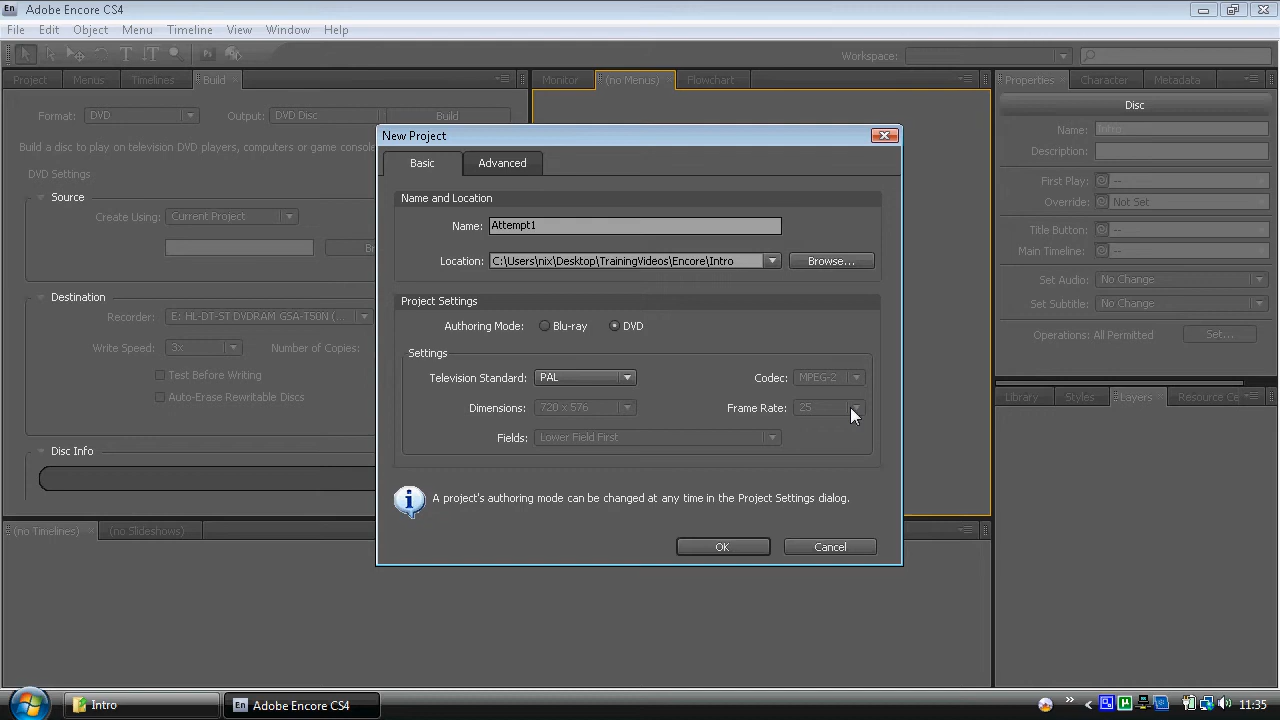 En Adobe Encore CS4
File Edit Object Menu Timeline View Window Help
Workspace:
Project Menus Timelines Build
Monitor (no Menus) Flowchart
Properties Character Metadata
Format: DVD Output: DVD Disc Build
Build a disc to play on television DVD players, computers or game console
DVD Settings
Source
Create Using: Current Project
Destination
Recorder: E: HL-DT-ST DVDRAM GSA-T50N (...
Write Speed: 3x Number of Copies:
Test Before Writing
Auto-Erase Rewritable Discs
Disc Info
New Project
Basic Advanced
Name and Location
Name: Attempt1
Location: C:\Users\nix\Desktop\TrainingVideos\Encore\Intro Browse...
Project Settings
Authoring Mode: Blu-ray DVD
Settings
Television Standard: PAL Codec: MPEG-2
Dimensions: 720 x 576 Frame Rate: 25
Fields: Lower Field First
A project's authoring mode can be changed at any time in the Project Settings dialog.
OK Cancel
Disc
Name: Intro
Description:
First Play: --
Override: Not Set
Title Button: --
Main Timeline: --
Set Audio: No Change
Set Subtitle: No Change
Operations: All Permitted Set...
Library Styles Layers Resource Ce
(no Timelines) (no Slideshows)
Intro En Adobe Encore CS4 11:35